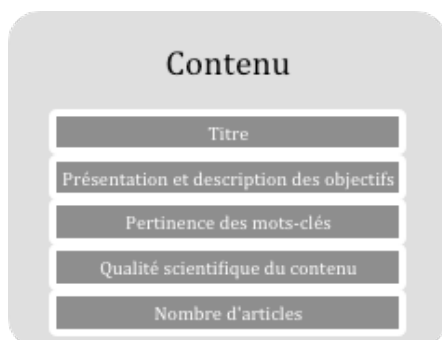 Contenu
Titre
Présentation et description des objectifs
Pertinence des mots-clés
Qualité scientifique du contenu
Nombre d'articles